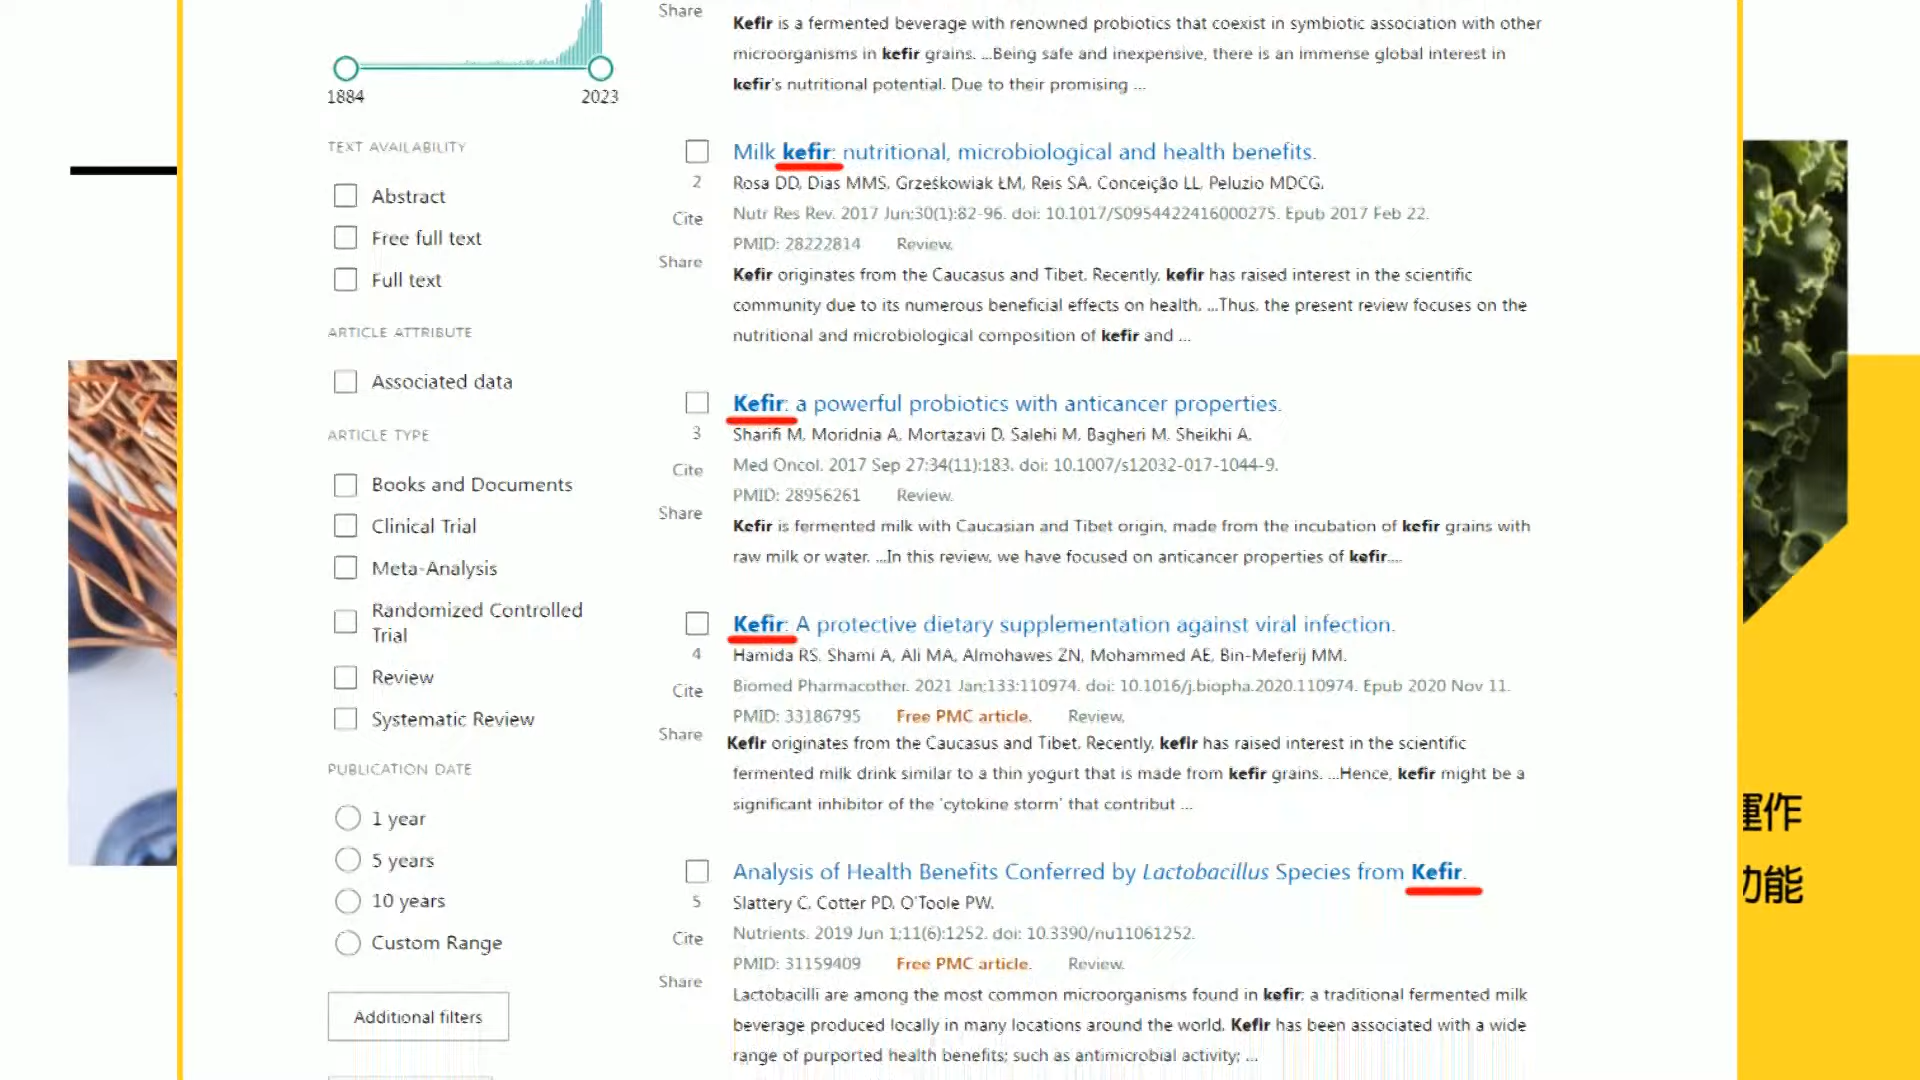 1884
2023
TEXT AVAILABILITY
Abstract
Free full text
Full text
ARTICLE ATTRIBUTE
Associated data
ARTICLE TYPE
Books and Documents
Clinical Trial
Meta-Analysis
Randomized Controlled
Trial
Review
Systematic Review
PUBLICATION DATE
1 year
5 years
10 years
Custom Range
Additional filters
Share
Kefir is a fermented beverage with renowned probiotics that coexist in symbiotic association with other
microorganisms in kefir grains. ...Being safe and inexpensive, there is an immense global interest in
kefir's nutritional potential. Due to their promising ...
Milk kefir: nutritional, microbiological and health benefits.
2
Rosa DD, Dias MMS, Grześkowiak ŁM, Reis SA, Conceição LL, Peluzio MDCG.
Cite
Nutr Res Rev. 2017 Jun;30(1):82-96. doi: 10.1017/S0954422416000275. Epub 2017 Feb 22.
PMID: 28222814 Review.
Share
Kefir originates from the Caucasus and Tibet. Recently, kefir has raised interest in the scientific
community due to its numerous beneficial effects on health. ...Thus, the present review focuses on the
nutritional and microbiological composition of kefir and ...
Kefir: a powerful probiotics with anticancer properties.
3
Sharifi M, Moridnia A, Mortazavi D, Salehi M, Bagheri M, Sheikhi A.
Cite
Med Oncol. 2017 Sep 27;34(11):183. doi: 10.1007/s12032-017-1044-9.
PMID: 28956261 Review.
Share
Kefir is fermented milk with Caucasian and Tibet origin, made from the incubation of kefir grains with
raw milk or water. ...In this review, we have focused on anticancer properties of kefir....
Kefir: A protective dietary supplementation against viral infection.
4
Hamida RS, Shami A, Ali MA, Almohawes ZN, Mohammed AE, Bin-Meferij MM.
Cite
Biomed Pharmacother. 2021 Jan;133:110974. doi: 10.1016/j.biopha.2020.110974. Epub 2020 Nov 11.
PMID: 33186795 Free PMC article. Review.
Share
Kefir originates from the Caucasus and Tibet. Recently, kefir has raised interest in the scientific
fermented milk drink similar to a thin yogurt that is made from kefir grains. ...Hence, kefir might be a
significant inhibitor of the 'cytokine storm' that contribut ...
Analysis of Health Benefits Conferred by Lactobacillus Species from Kefir.
5
Slattery C, Cotter PD, O'Toole PW.
Cite
Nutrients. 2019 Jun 1;11(6):1252. doi: 10.3390/nu11061252.
PMID: 31159409 Free PMC article. Review.
Share
Lactobacilli are among the most common microorganisms found in kefir; a traditional fermented milk
beverage produced locally in many locations around the world. Kefir has been associated with a wide
range of purported health benefits; such as antimicrobial activity; ...
運作
功能